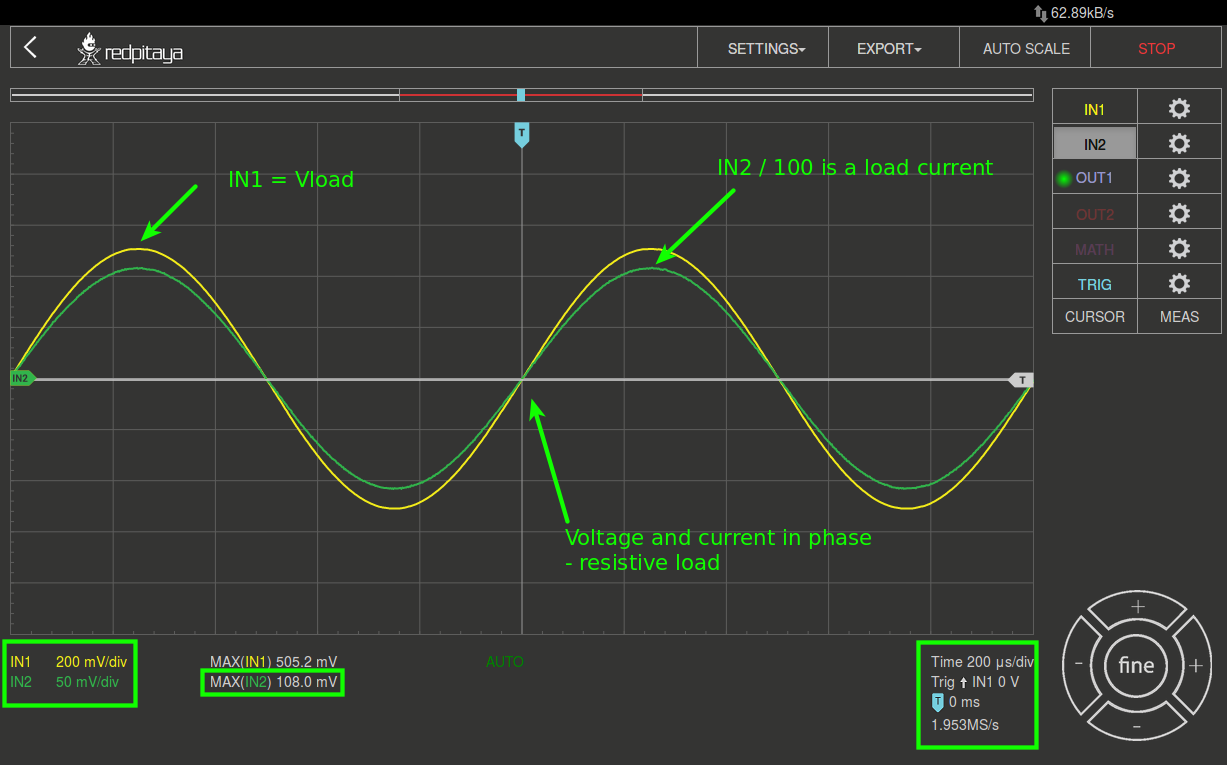 62.89kB/s
redpitaya
SETTINGS
EXPORT
AUTO SCALE
STOP
IN1
IN2
OUT1
OUT2
MATH
TRIG
CURSOR
MEAS
T
IN1 = Vload
IN2 / 100 is a load current
IN2
T
Voltage and current in phase
- resistive load
IN1 200 mV/div
IN2 50 mV/div
MAX(IN1) 505.2 mV
MAX(IN2) 108.0 mV
AUTO
Time 200 µs/div
Trig IN1 0 V
T 0 ms
1.953MS/s
+
- fine +
-